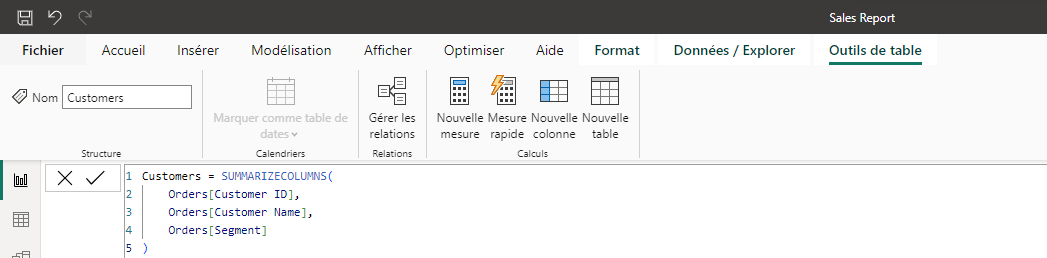 Sales Report
Fichier Accueil Insérer Modélisation Afficher Optimiser Aide Format Données / Explorer Outils de table
Nom Customers
Marquer comme table de
dates
Gérer les
relations
Nouvelle
mesure
Mesure
rapide
Nouvelle
colonne
Nouvelle
table
Structure Calendriers Relations Calculs
1 Customers = SUMMARIZECOLUMNS(
2 Orders[Customer ID],
3 Orders[Customer Name],
4 Orders[Segment]
5 )